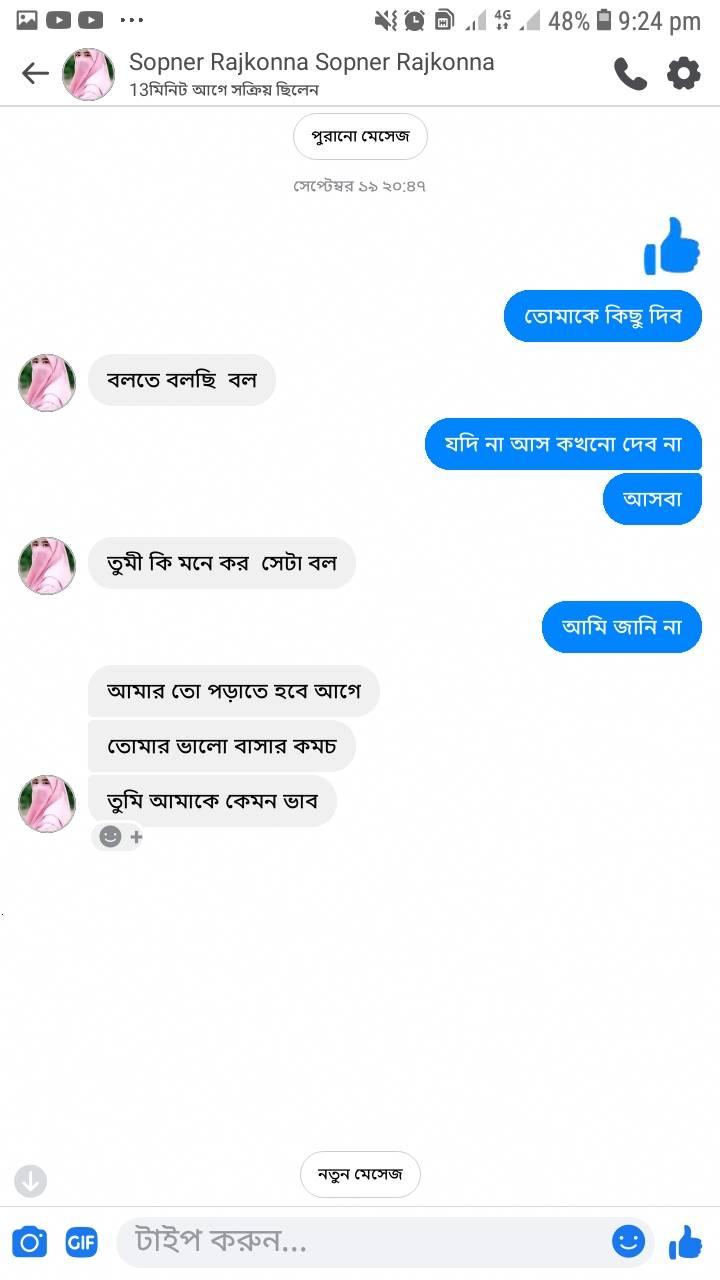 4G 48% 9:24 pm
Sopner Rajkonna Sopner Rajkonna
13মিনিট আগে সক্রিয় ছিলেন
পুরানো মেসেজ
সেপ্টেম্বর ১৯ ২০:৪৭
তোমাকে কিছু দিব
বলতে বলছি বল
যদি না আস কখনো দেব না
আসবা
তুমী কি মনে কর সেটা বল
আমি জানি না
আমার তো পড়াতে হবে আগে
তোমার ভালো বাসার কমচ
তুমি আমাকে কেমন ভাব
নতুন মেসেজ
GIF টাইপ করুন...